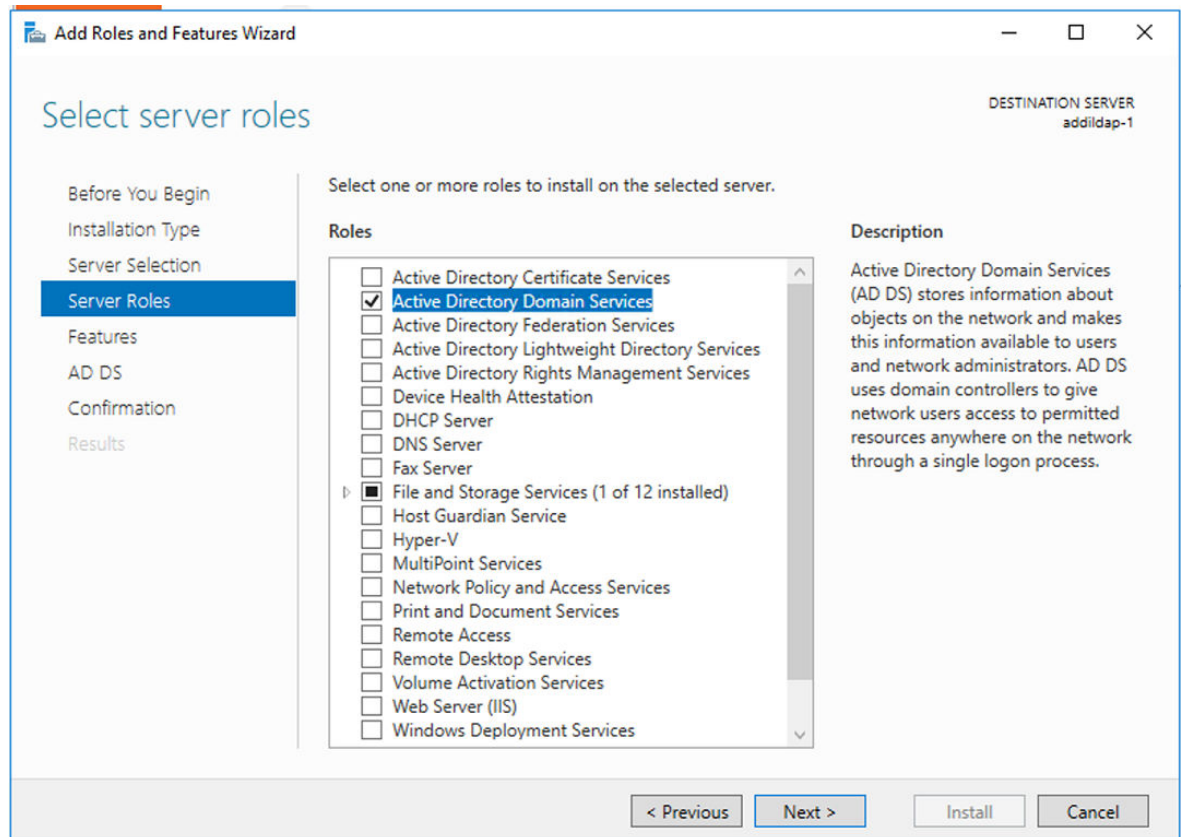 Add Roles and Features Wizard
Select server roles
DESTINATION SERVER
addildap-1
Before You Begin
Installation Type
Server Selection
Server Roles
Features
AD DS
Confirmation
Results
Select one or more roles to install on the selected server.
Roles
Active Directory Certificate Services
Active Directory Domain Services
Active Directory Federation Services
Active Directory Lightweight Directory Services
Active Directory Rights Management Services
Device Health Attestation
DHCP Server
DNS Server
Fax Server
File and Storage Services (1 of 12 installed)
Host Guardian Service
Hyper-V
MultiPoint Services
Network Policy and Access Services
Print and Document Services
Remote Access
Remote Desktop Services
Volume Activation Services
Web Server (IIS)
Windows Deployment Services
Description
Active Directory Domain Services
(AD DS) stores information about
objects on the network and makes
this information available to users
and network administrators. AD DS
uses domain controllers to give
network users access to permitted
resources anywhere on the network
through a single logon process.
< Previous
Next >
Install
Cancel